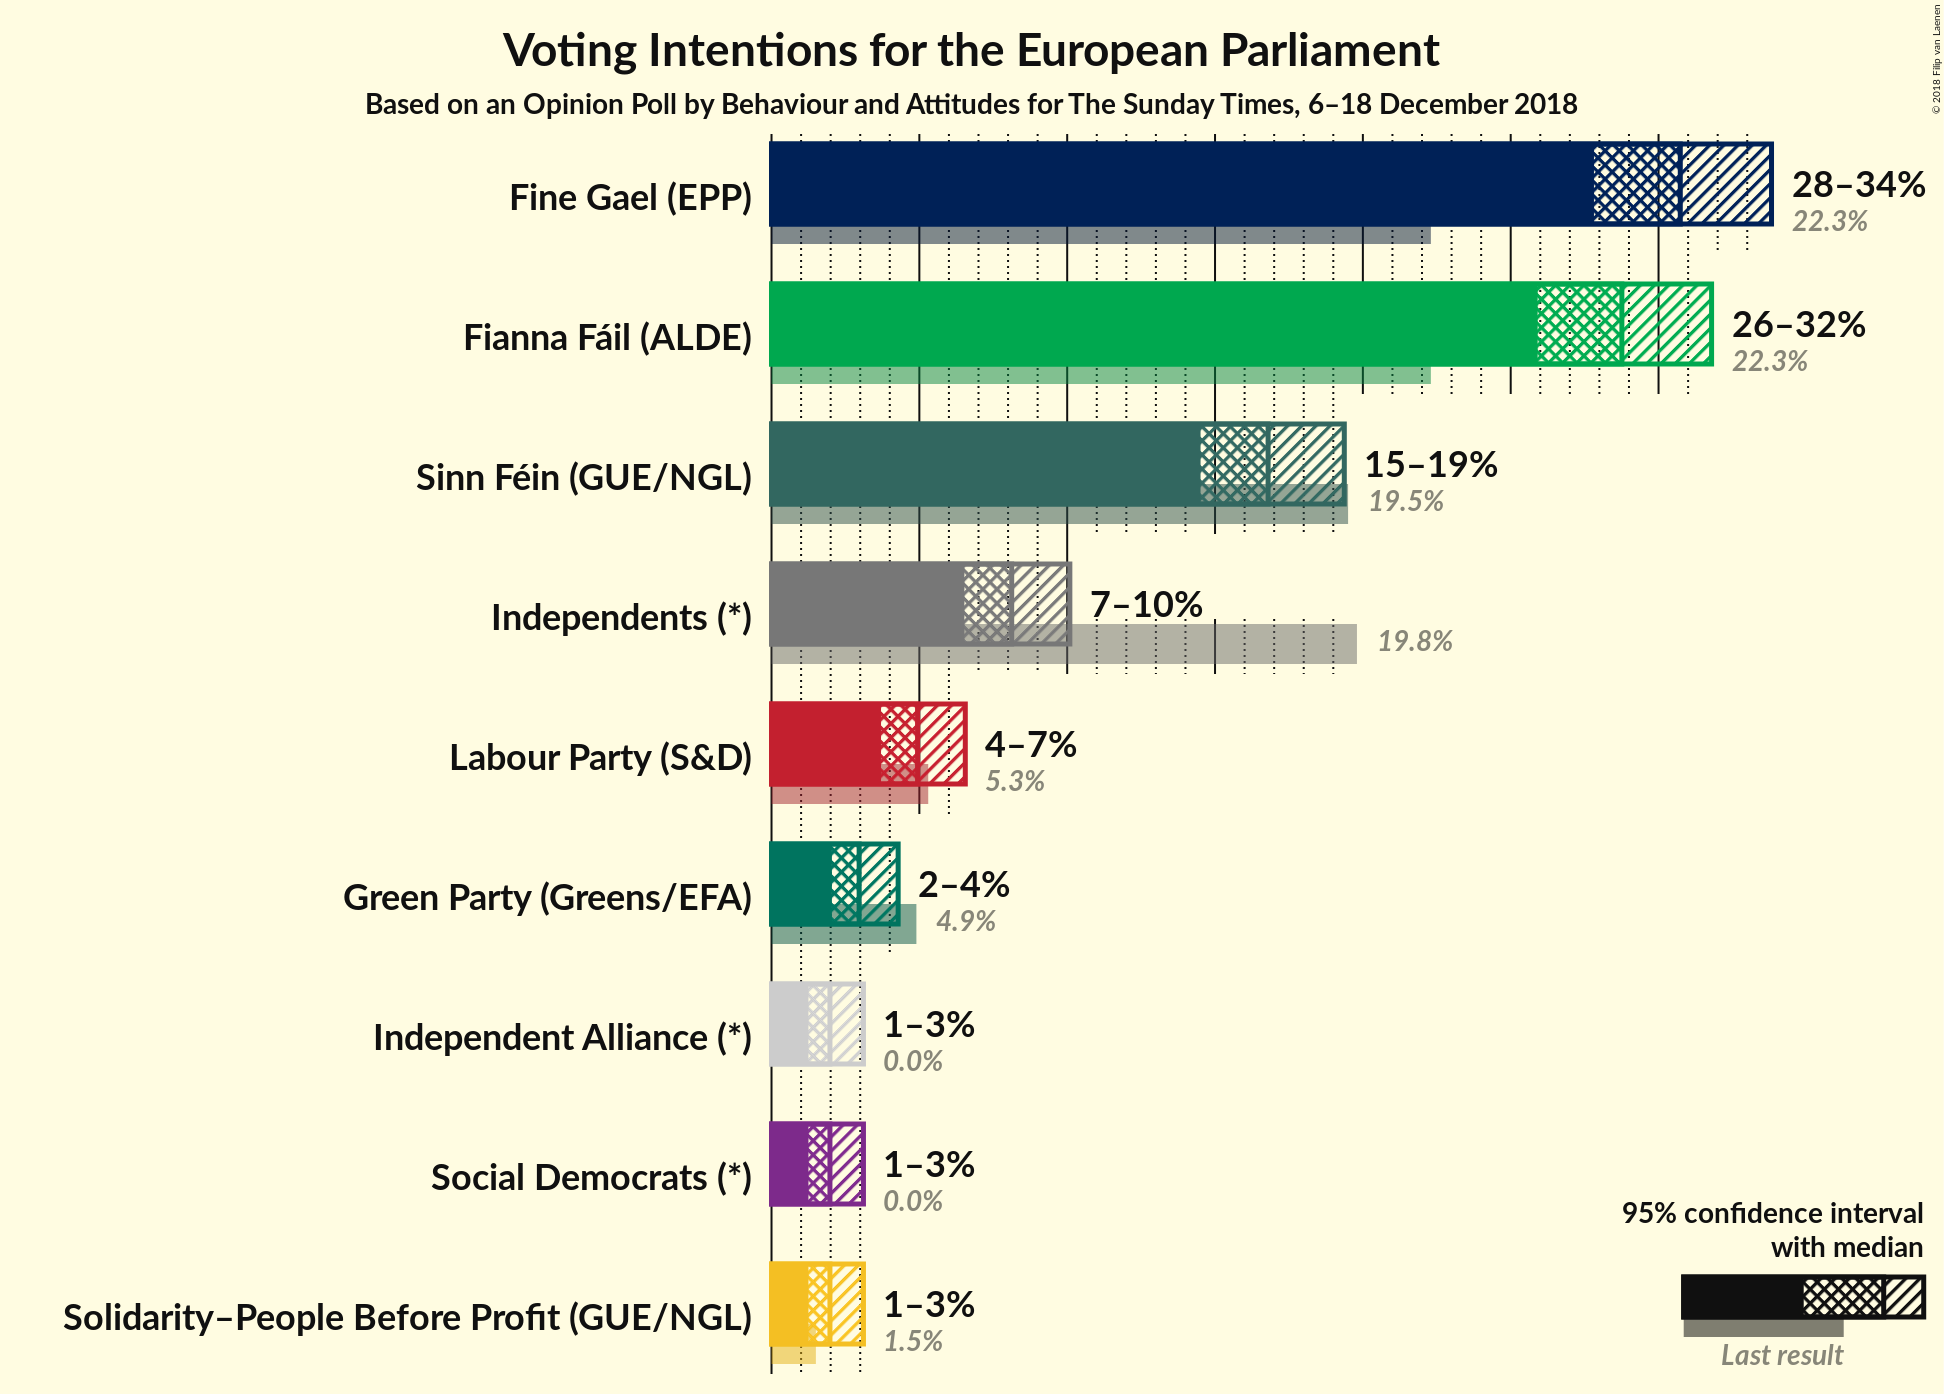 Voting Intentions for the European Parliament
Based on an Opinion Poll by Behaviour and Attitudes for The Sunday Times, 6–18 December 2018
© 2018 Filip van Laenen
Fine Gael (EPP)
28–34%
22.3%
Fianna Fáil (ALDE)
26–32%
22.3%
Sinn Féin (GUE/NGL)
15–19%
19.5%
Independents (*)
7–10%
19.8%
Labour Party (S&D)
4–7%
5.3%
Green Party (Greens/EFA)
2–4%
4.9%
Independent Alliance (*)
1–3%
0.0%
Social Democrats (*)
1–3%
0.0%
Solidarity–People Before Profit (GUE/NGL)
1–3%
1.5%
95% confidence interval
with median
Last result